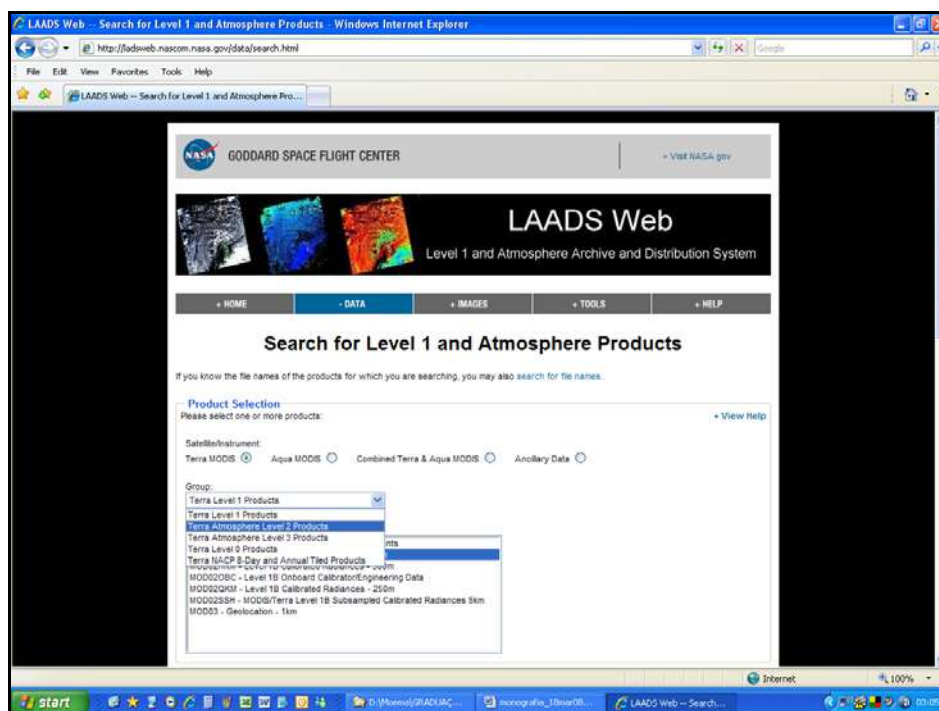 LAADS Web -- Search for Level 1 and Atmosphere Products - Windows Internet Explorer
http://ladsweb.nascom.nasa.gov/data/search.html
Google
File Edit View Favorites Tools Help
LAADS Web -- Search for Level 1 and Atmosphere Pro...
NASA GODDARD SPACE FLIGHT CENTER
+ Visit NASA.gov
LAADS Web
Level 1 and Atmosphere Archive and Distribution System
+ HOME - DATA + IMAGES + TOOLS + HELP
Search for Level 1 and Atmosphere Products
If you know the file names of the products for which you are searching, you may also search for file names.
Product Selection
Please select one or more products:
+ View Help
Satellite/Instrument:
Terra MODIS Aqua MODIS Combined Terra & Aqua MODIS Ancillary Data
Group:
Terra Level 1 Products
Terra Level 1 Products
Terra Atmosphere Level 2 Products
Terra Atmosphere Level 3 Products
Terra Level 0 Products
Terra NACP 8-Day and Annual Tiled Products
MOD02OBC - Level 1B Onboard Calibrator/Engineering Data
MOD02QKM - Level 1B Calibrated Radiances - 250m
MOD02SSH - MODIS/Terra Level 1B Subsampled Calibrated Radiances 5km
MOD03 - Geolocation - 1km
Internet 100%
start
monografia_18mar08...
LAADS Web -- Search...